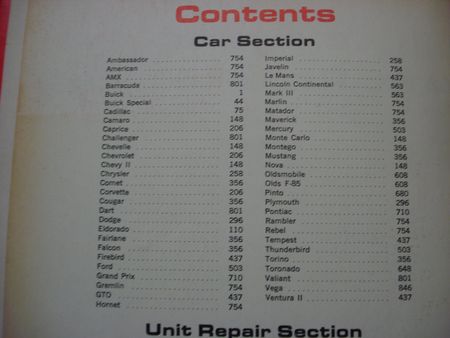 Contents
Car Section
Ambassador 754
American 754
AMX 754
Barracuda 801
Buick 1
Buick Special 44
Cadillac 75
Camaro 148
Caprice 206
Challenger 801
Chevelle 148
Chevrolet 206
Chevy II 148
Chrysler 258
Comet 356
Corvette 206
Cougar 356
Dart 801
Dodge 296
Eldorado 110
Fairlane 356
Falcon 356
Firebird 437
Ford 503
Grand Prix 710
Gremlin 754
GTO 437
Hornet 754
Imperial 258
Javelin 754
Le Mans 437
Lincoln Continental 563
Mark III 563
Marlin 754
Matador 754
Maverick 356
Mercury 503
Monte Carlo 148
Montego 356
Mustang 356
Nova 148
Oldsmobile 608
Olds F-85 608
Pinto 680
Plymouth 296
Pontiac 710
Rambler 754
Rebel 754
Tempest 437
Thunderbird 503
Torino 356
Toronado 648
Valiant 801
Vega 846
Ventura II 437
Unit Repair Section